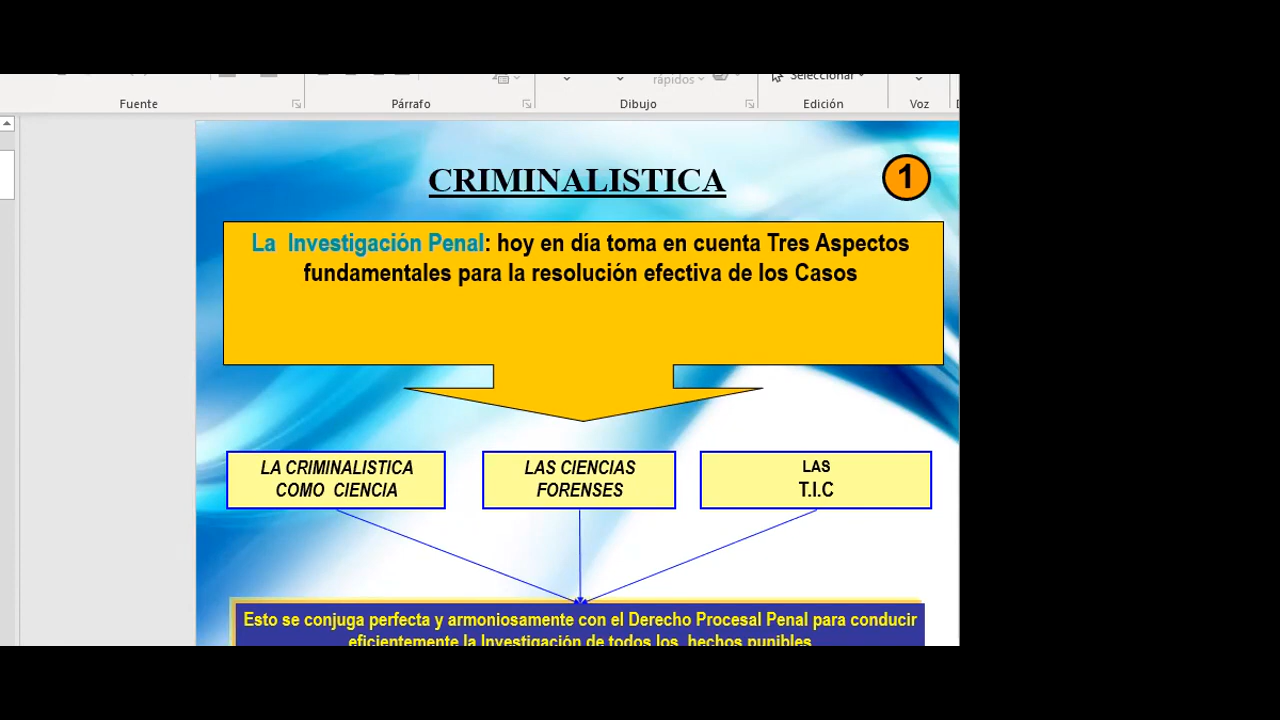 rápidos
Seleccionar
Fuente
Párrafo
Dibujo
Edición
Voz
CRIMINALISTICA
1
La Investigación Penal: hoy en día toma en cuenta Tres Aspectos
fundamentales para la resolución efectiva de los Casos
LA CRIMINALISTICA
COMO CIENCIA
LAS CIENCIAS
FORENSES
LAS
T.I.C
Esto se conjuga perfecta y armoniosamente con el Derecho Procesal Penal para conducir
eficientemente la Investigación de todos los hechos punibles